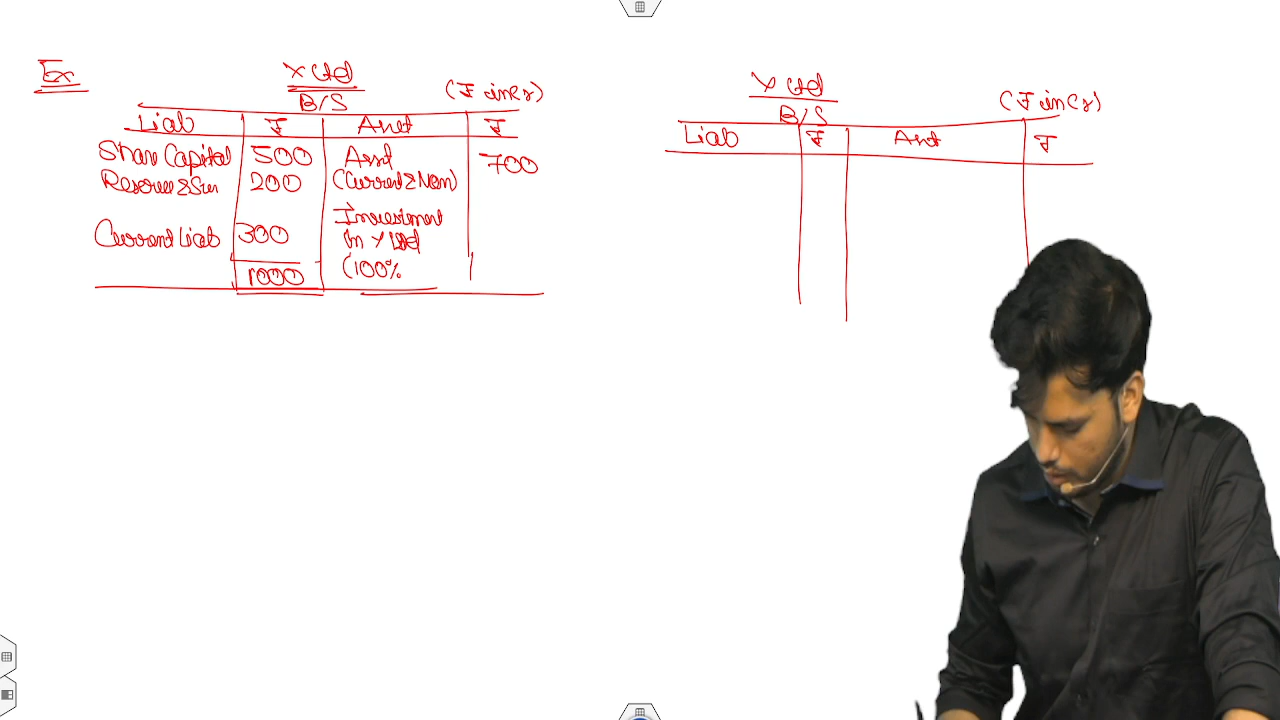 Ex
X Ltd
B/S
(₹ in Cr)
Liab ₹ Asset ₹
Share Capital 500 Asset 700
Reserve & Sur 200 (Current & Non)
Investment
Current Liab 300 in Y Ltd
1000 (100%
Y Ltd
B/S
(₹ in Cr)
Liab ₹ Asset ₹